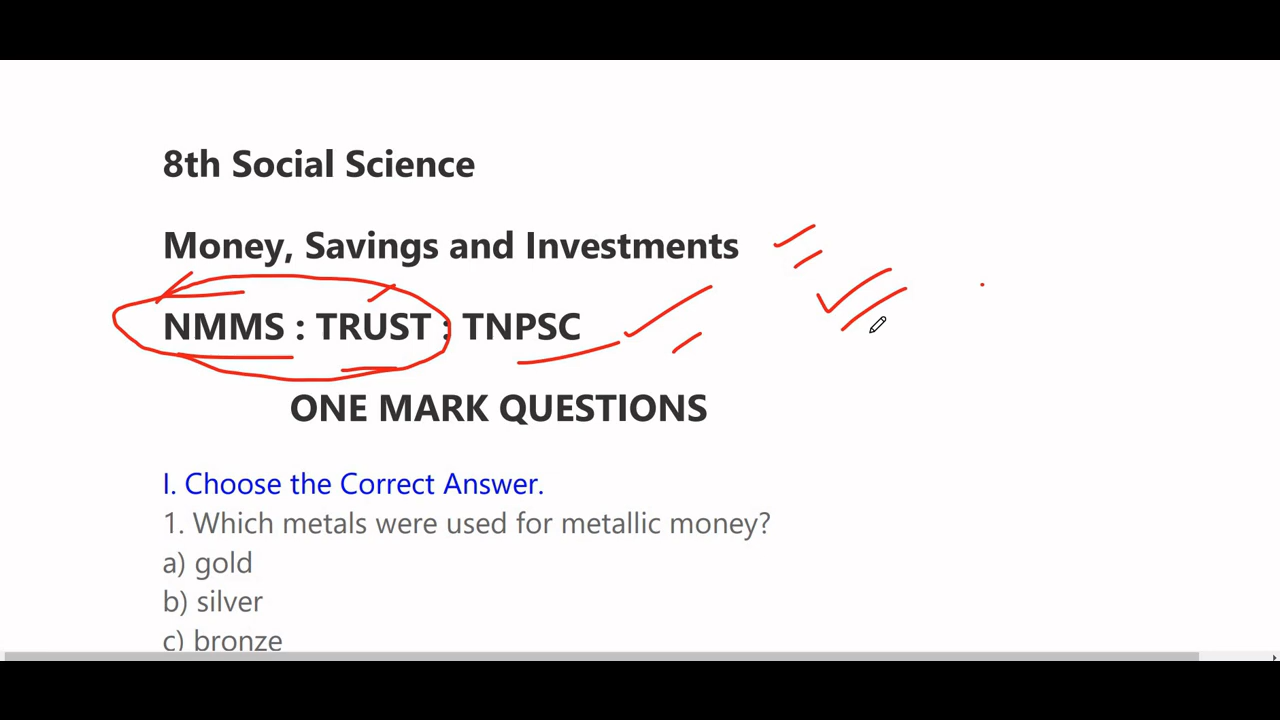 8th Social Science
Money, Savings and Investments
NMMS : TRUST : TNPSC
ONE MARK QUESTIONS
I. Choose the Correct Answer.
1. Which metals were used for metallic money?
a) gold
b) silver
c) bronze